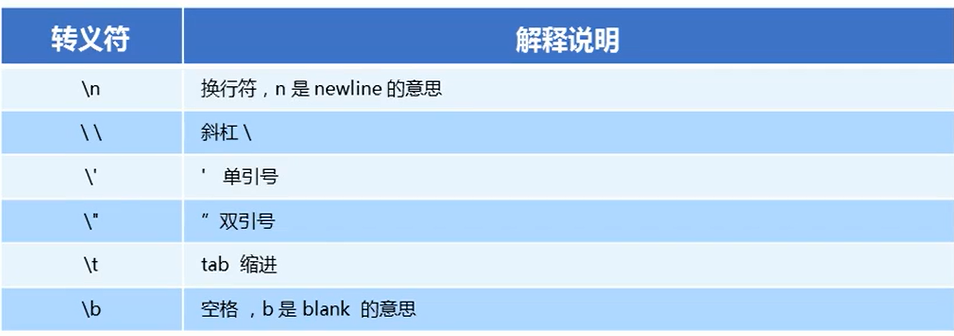 转义符 解释说明
\n 换行符，n 是 newline 的意思
\ \ 斜杠 \
\' ' 单引号
\" “ 双引号
\t tab 缩进
\b 空格 ，b 是 blank 的意思